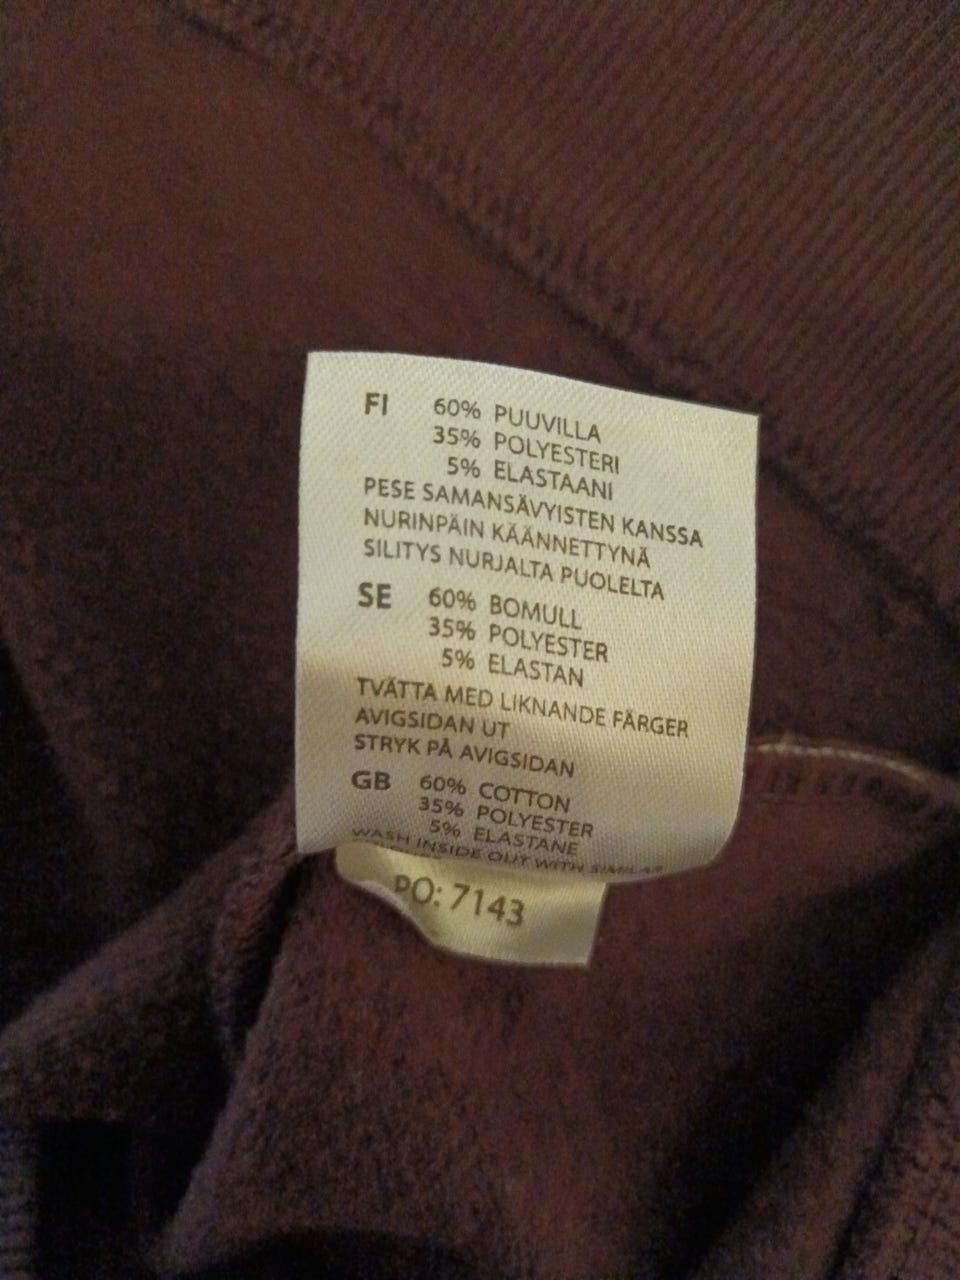 FI 60% PUUVILLA
35% POLYESTERI
5% ELASTAANI
PESE SAMANSÄVYISTEN KANSSA
NURINPÄIN KÄÄNNETTYNÄ
SILITYS NURJALTA PUOLELTA
SE 60% BOMULL
35% POLYESTER
5% ELASTAN
TVÄTTA MED LIKNANDE FÄRGER
AVIGSIDAN UT
STRYK PÅ AVIGSIDAN
GB 60% COTTON
35% POLYESTER
5% ELASTANE
WASH INSIDE OUT WITH SIMILAR
PO: 7143